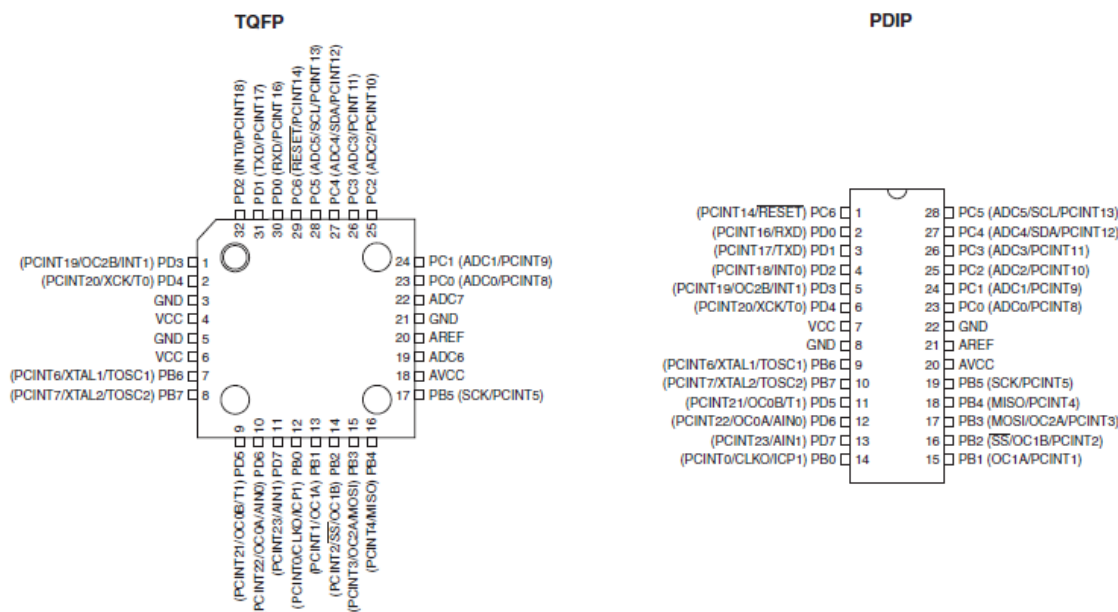 TQFP
PD2 (INT0/PCINT18)
PD1 (TXD/PCINT17)
PD0 (RXD/PCINT16)
PC6 (RESET/PCINT14)
PC5 (ADC5/SCL/PCINT13)
PC4 (ADC4/SDA/PCINT12)
PC3 (ADC3/PCINT11)
PC2 (ADC2/PCINT10)
32 31 30 29 28 27 26 25
(PCINT19/OC2B/INT1) PD3 1
(PCINT20/XCK/T0) PD4 2
GND 3
VCC 4
GND 5
VCC 6
(PCINT6/XTAL1/TOSC1) PB6 7
(PCINT7/XTAL2/TOSC2) PB7 8
24 PC1 (ADC1/PCINT9)
23 PC0 (ADC0/PCINT8)
22 ADC7
21 GND
20 AREF
19 ADC6
18 AVCC
17 PB5 (SCK/PCINT5)
9 10 11 12 13 14 15 16
(PCINT21/OC0B/T1) PD5
PCINT22/OC0A/AIN0) PD6
(PCINT23/AIN1) PD7
(PCINT0/CLKO/ICP1) PB0
(PCINT1/OC1A) PB1
(PCINT2/SS/OC1B) PB2
(PCINT3/OC2A/MOSI) PB3
(PCINT4/MISO) PB4
PDIP
(PCINT14/RESET) PC6 1
(PCINT16/RXD) PD0 2
(PCINT17/TXD) PD1 3
(PCINT18/INT0) PD2 4
(PCINT19/OC2B/INT1) PD3 5
(PCINT20/XCK/T0) PD4 6
VCC 7
GND 8
(PCINT6/XTAL1/TOSC1) PB6 9
(PCINT7/XTAL2/TOSC2) PB7 10
(PCINT21/OC0B/T1) PD5 11
(PCINT22/OC0A/AIN0) PD6 12
(PCINT23/AIN1) PD7 13
(PCINT0/CLKO/ICP1) PB0 14
28 PC5 (ADC5/SCL/PCINT13)
27 PC4 (ADC4/SDA/PCINT12)
26 PC3 (ADC3/PCINT11)
25 PC2 (ADC2/PCINT10)
24 PC1 (ADC1/PCINT9)
23 PC0 (ADC0/PCINT8)
22 GND
21 AREF
20 AVCC
19 PB5 (SCK/PCINT5)
18 PB4 (MISO/PCINT4)
17 PB3 (MOSI/OC2A/PCINT3)
16 PB2 (SS/OC1B/PCINT2)
15 PB1 (OC1A/PCINT1)